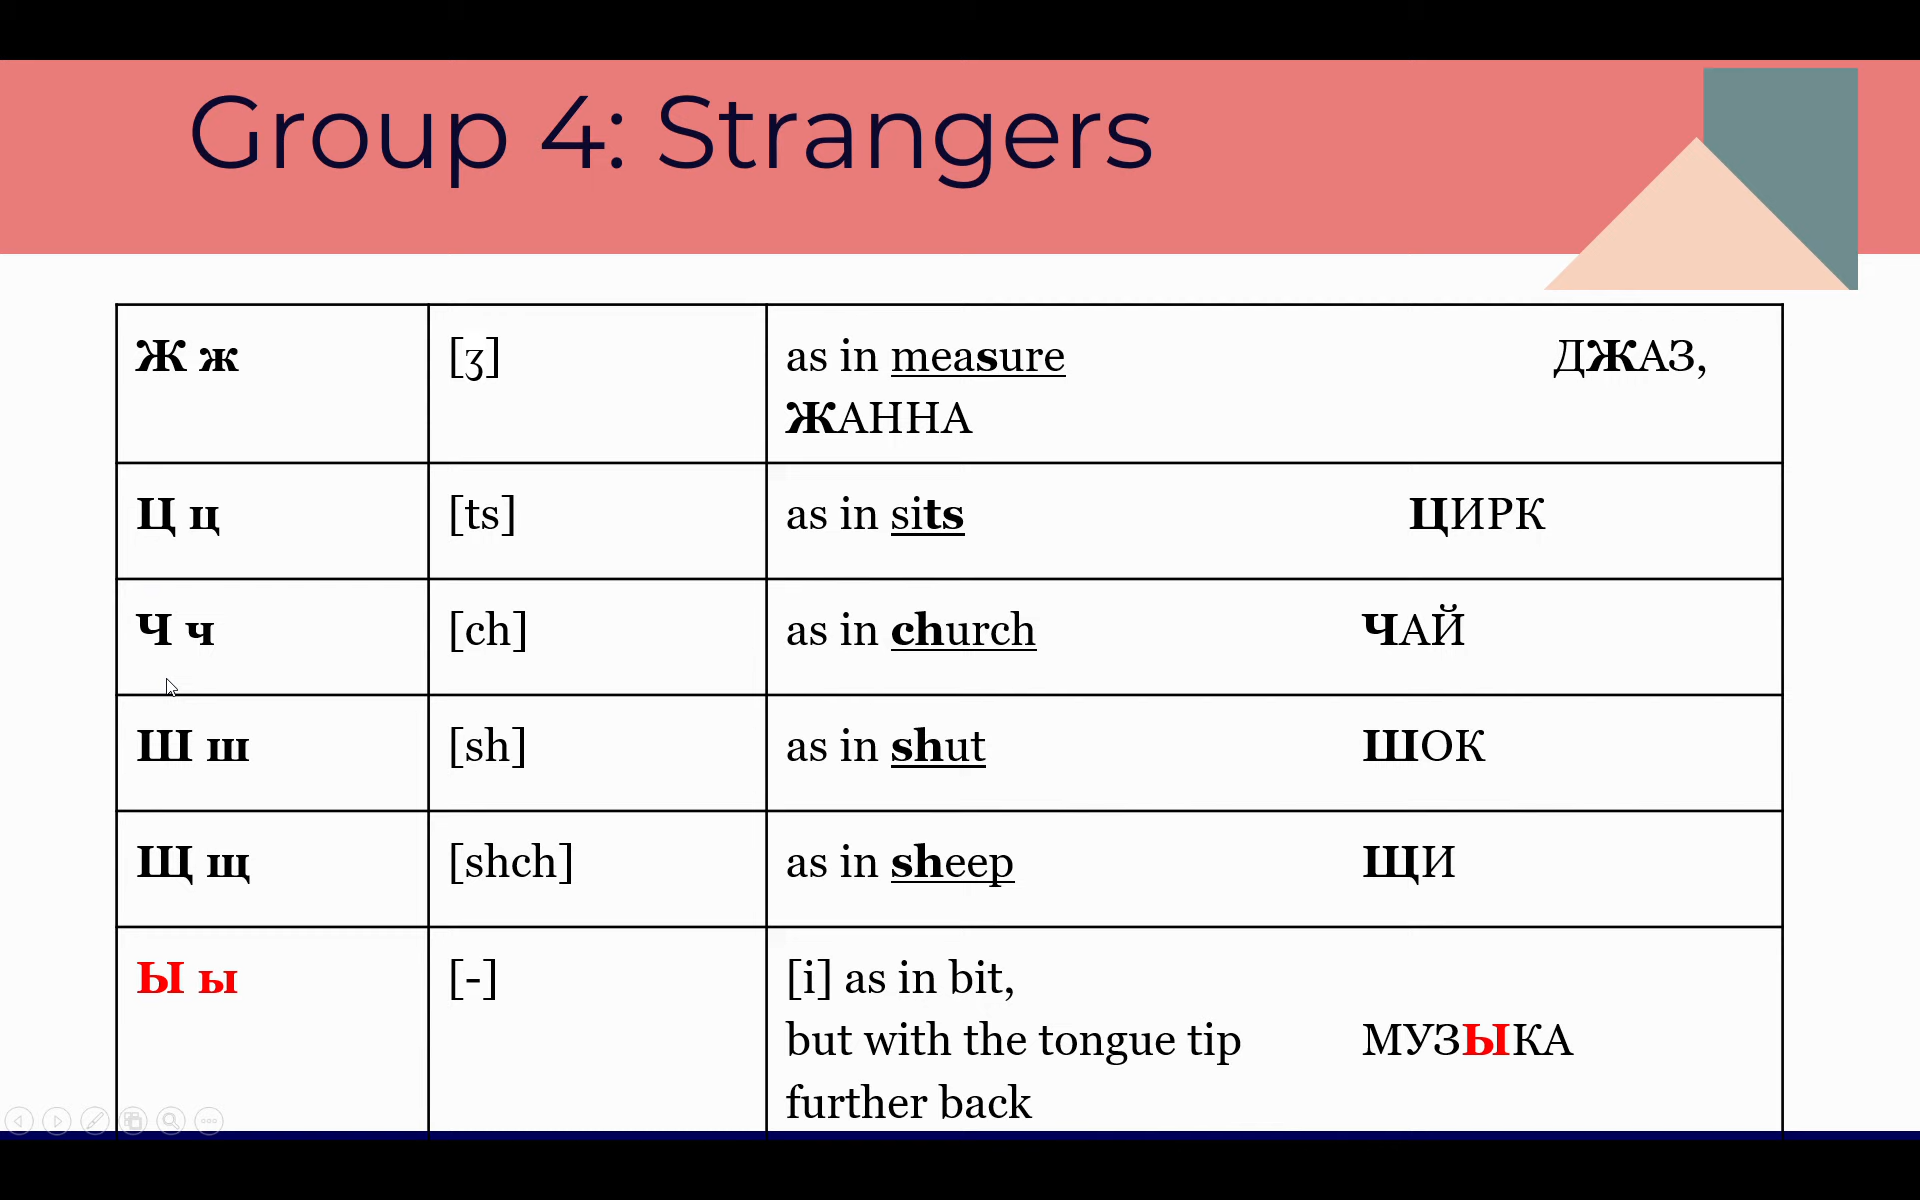 Group 4: Strangers
Ж ж [ʒ] as in measure ДЖАЗ,
ЖАННА
Ц ц [ts] as in sits ЦИРК
Ч ч [ch] as in church ЧАЙ
Ш ш [sh] as in shut ШОК
Щ щ [shch] as in sheep ЩИ
Ы ы [-] [i] as in bit,
but with the tongue tip МУЗЫКА
further back